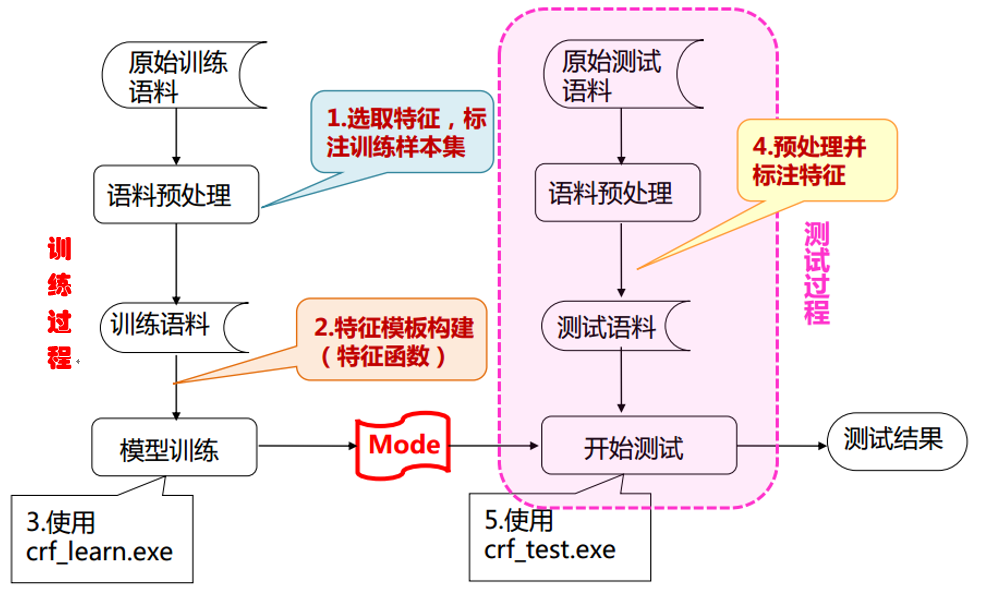 原始训练
语料
1.选取特征，标
注训练样本集
语料预处理
训
练
过
程
训练语料
2.特征模板构建
（特征函数）
模型训练
3.使用
crf_learn.exe
Mode
原始测试
语料
4.预处理并
标注特征
语料预处理
测
试
过
程
测试语料
开始测试
5.使用
crf_test.exe
测试结果